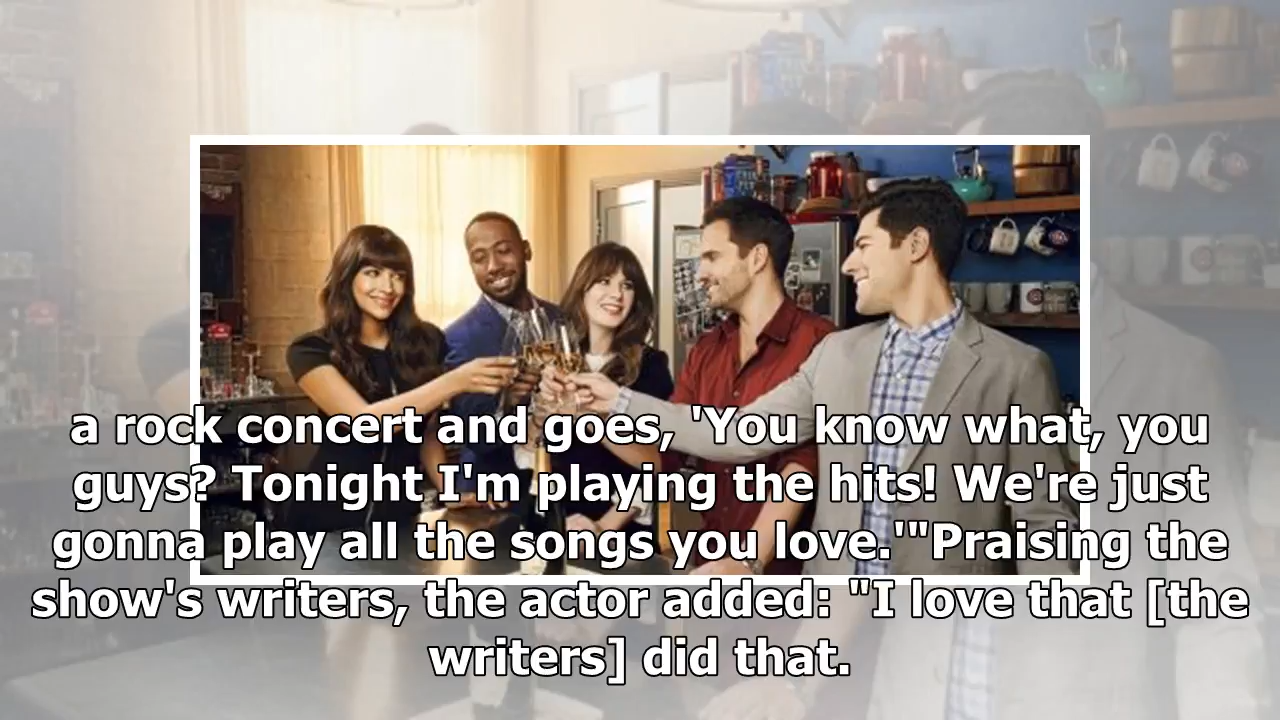 a rock concert and goes, 'You know what, you
guys? Tonight I'm playing the hits! We're just
gonna play all the songs you love.'"Praising the
show's writers, the actor added: "I love that [the
writers] did that.